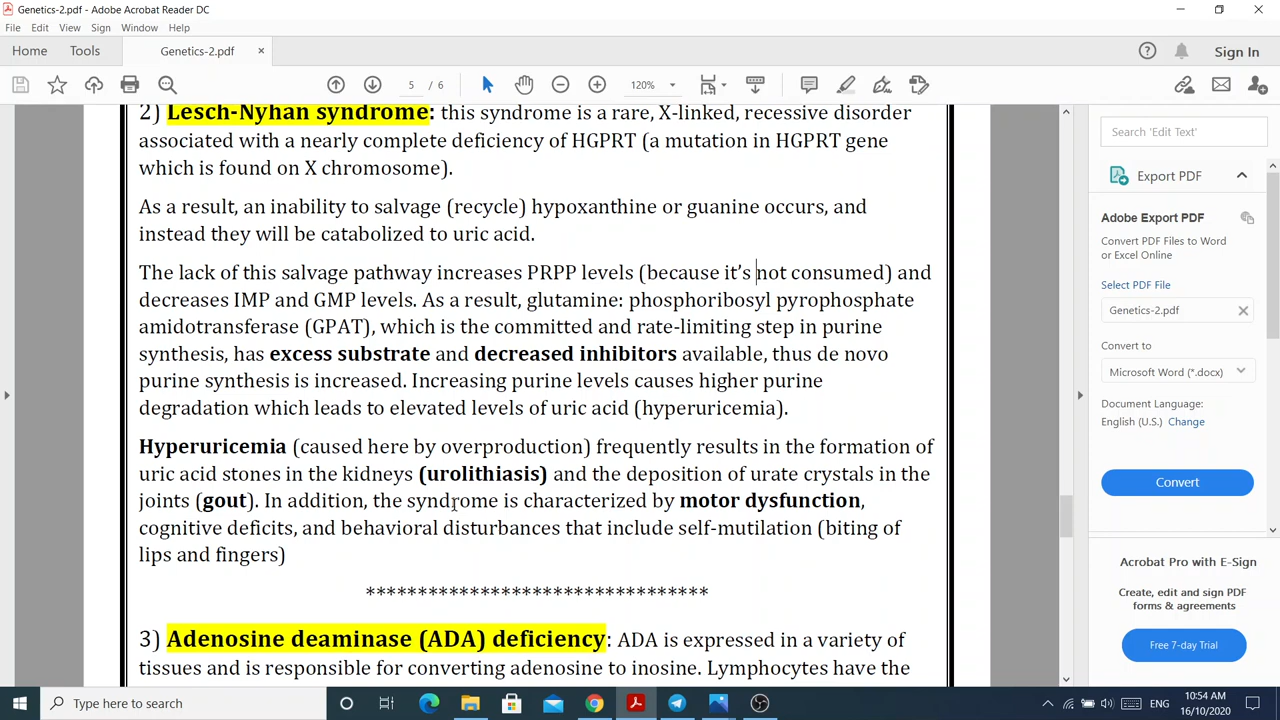 Genetics-2.pdf - Adobe Acrobat Reader DC
File Edit View Sign Window Help
Home Tools Genetics-2.pdf × Sign In
5 / 6 120%
2) Lesch-Nyhan syndrome: this syndrome is a rare, X-linked, recessive disorder
associated with a nearly complete deficiency of HGPRT (a mutation in HGPRT gene
which is found on X chromosome).
As a result, an inability to salvage (recycle) hypoxanthine or guanine occurs, and
instead they will be catabolized to uric acid.
The lack of this salvage pathway increases PRPP levels (because it’s not consumed) and
decreases IMP and GMP levels. As a result, glutamine: phosphoribosyl pyrophosphate
amidotransferase (GPAT), which is the committed and rate-limiting step in purine
synthesis, has excess substrate and decreased inhibitors available, thus de novo
purine synthesis is increased. Increasing purine levels causes higher purine
degradation which leads to elevated levels of uric acid (hyperuricemia).
Hyperuricemia (caused here by overproduction) frequently results in the formation of
uric acid stones in the kidneys (urolithiasis) and the deposition of urate crystals in the
joints (gout). In addition, the syndrome is characterized by motor dysfunction,
cognitive deficits, and behavioral disturbances that include self-mutilation (biting of
lips and fingers)
*********************************
3) Adenosine deaminase (ADA) deficiency: ADA is expressed in a variety of
tissues and is responsible for converting adenosine to inosine. Lymphocytes have the
Search 'Edit Text'
Export PDF
Adobe Export PDF
Convert PDF Files to Word
or Excel Online
Select PDF File
Genetics-2.pdf
Convert to
Microsoft Word (*.docx)
Document Language:
English (U.S.) Change
Convert
Acrobat Pro with E-Sign
Create, edit and sign PDF
forms & agreements
Free 7-day Trial
Type here to search
ENG
10:54 AM
16/10/2020